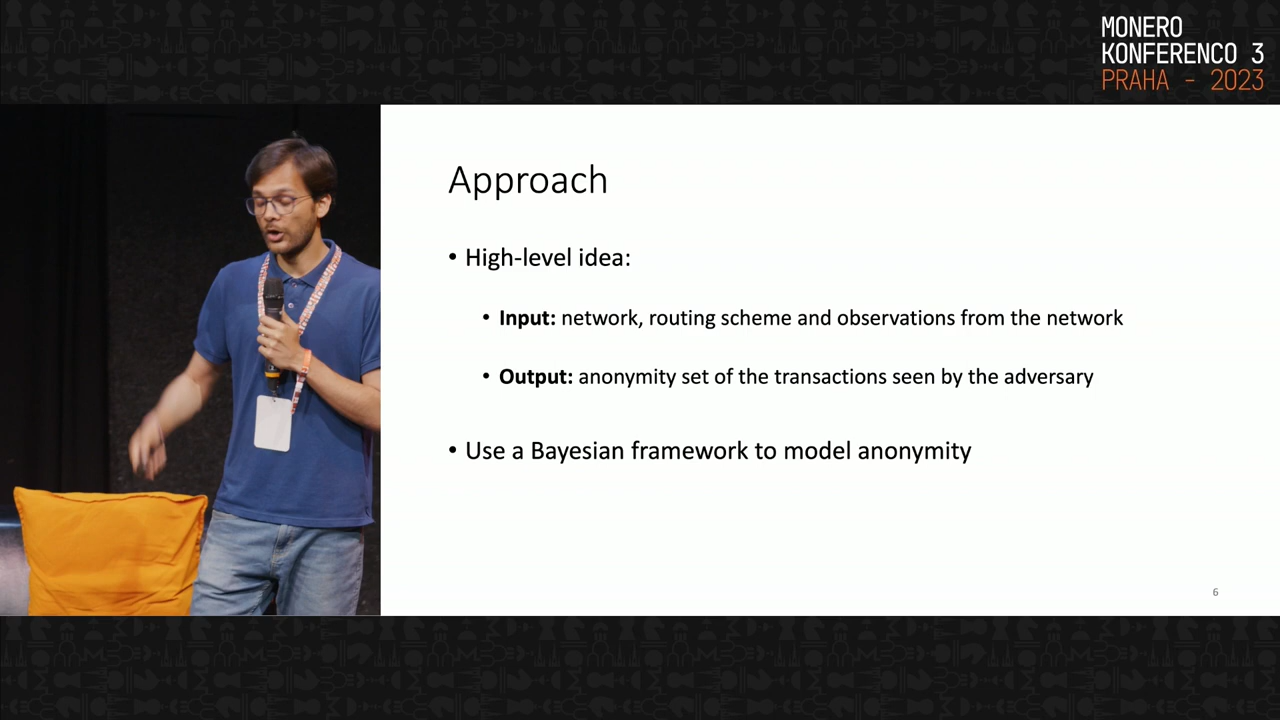 MONERO
KONFERENCO 3
PRAHA - 2023
Approach
• High-level idea:
• Input: network, routing scheme and observations from the network
• Output: anonymity set of the transactions seen by the adversary
• Use a Bayesian framework to model anonymity
6